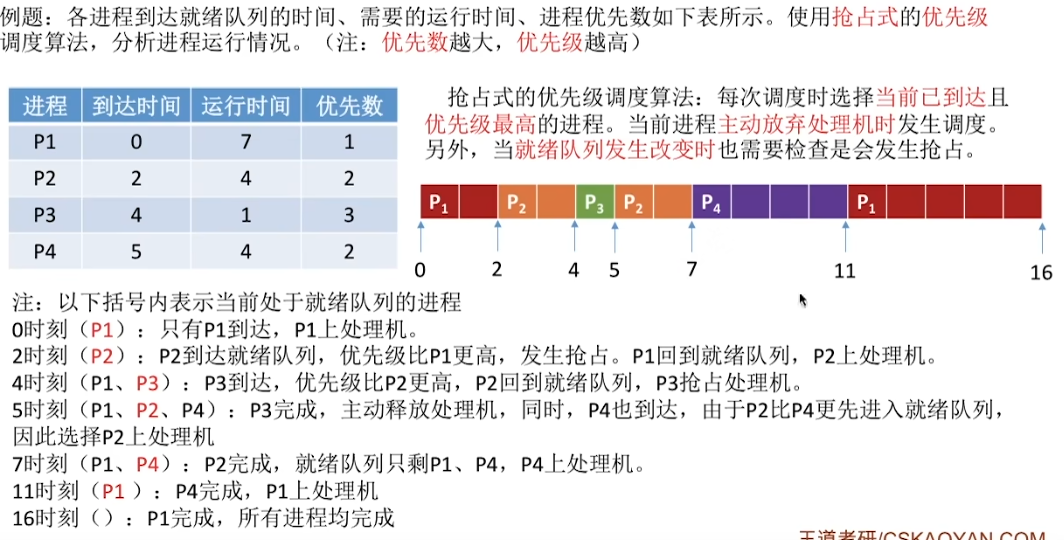 例题：各进程到达就绪队列的时间、需要的运行时间、进程优先数如下表所示。使用抢占式的优先级
调度算法，分析进程运行情况。（注：优先数越大，优先级越高）
进程 到达时间 运行时间 优先数
P1 0 7 1
P2 2 4 2
P3 4 1 3
P4 5 4 2
抢占式的优先级调度算法：每次调度时选择当前已到达且
优先级最高的进程。当前进程主动放弃处理机时发生调度。
另外，当就绪队列发生改变时也需要检查是会发生抢占。
P1 P2 P3 P2 P4 P1
0 2 4 5 7 11 16
注：以下括号内表示当前处于就绪队列的进程
0时刻（P1）：只有P1到达，P1上处理机。
2时刻（P2）：P2到达就绪队列，优先级比P1更高，发生抢占。P1回到就绪队列，P2上处理机。
4时刻（P1、P3）：P3到达，优先级比P2更高，P2回到就绪队列，P3抢占处理机。
5时刻（P1、P2、P4）：P3完成，主动释放处理机，同时，P4也到达，由于P2比P4更先进入就绪队列，
因此选择P2上处理机
7时刻（P1、P4）：P2完成，就绪队列只剩P1、P4，P4上处理机。
11时刻（P1 ）：P4完成，P1上处理机
16时刻（）：P1完成，所有进程均完成
王道考研/CSKAOYAN.COM